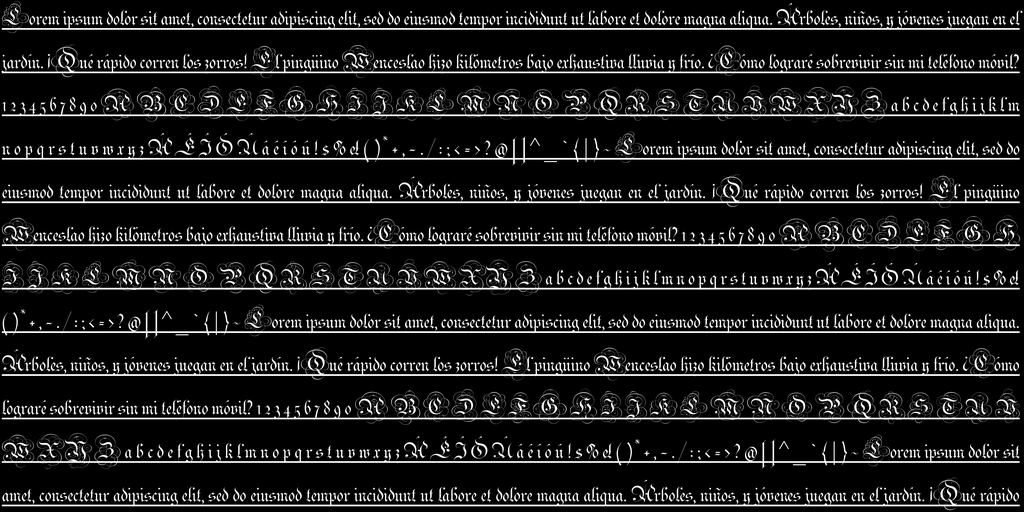 Lorem ipsum dolor sit amet, consectetur adipiscing elit, sed do eiusmod tempor incididunt ut labore et dolore magna aliqua. Árboles, niños, y jóvenes juegan en el
jardín. ¡Qué rápido corren los zorros! El pingüino Wenceslao hizo kilómetros bajo exhaustiva lluvia y frío. ¿Cómo lograré sobrevivir sin mi teléfono móvil?
1 2 3 4 5 6 7 8 9 0 A B C D E F G H I J K L M N O P Q R S T U V W X Y Z a b c d e f g h i j k l m
n o p q r s t u v w x y z Á É Í Ó Ú á é í ó ú ! $ % & ( ) * + , - . / : ; < = > ? @ [ ] ^ _ ` { | } ~ Lorem ipsum dolor sit amet, consectetur adipiscing elit, sed do
eiusmod tempor incididunt ut labore et dolore magna aliqua. Árboles, niños, y jóvenes juegan en el jardín. ¡Qué rápido corren los zorros! El pingüino
Wenceslao hizo kilómetros bajo exhaustiva lluvia y frío. ¿Cómo lograré sobrevivir sin mi teléfono móvil? 1 2 3 4 5 6 7 8 9 0 A B C D E F G H
I J K L M N O P Q R S T U V W X Y Z a b c d e f g h i j k l m n o p q r s t u v w x y z Á É Í Ó Ú á é í ó ú ! $ % &
( ) * + , - . / : ; < = > ? @ [ ] ^ _ ` { | } ~ Lorem ipsum dolor sit amet, consectetur adipiscing elit, sed do eiusmod tempor incididunt ut labore et dolore magna aliqua.
Árboles, niños, y jóvenes juegan en el jardín. ¡Qué rápido corren los zorros! El pingüino Wenceslao hizo kilómetros bajo exhaustiva lluvia y frío. ¿Cómo
lograré sobrevivir sin mi teléfono móvil? 1 2 3 4 5 6 7 8 9 0 A B C D E F G H I J K L M N O P Q R S T U V
W X Y Z a b c d e f g h i j k l m n o p q r s t u v w x y z Á É Í Ó Ú á é í ó ú ! $ % & ( ) * + , - . / : ; < = > ? @ [ ] ^ _ ` { | } ~ Lorem ipsum dolor sit
amet, consectetur adipiscing elit, sed do eiusmod tempor incididunt ut labore et dolore magna aliqua. Árboles, niños, y jóvenes juegan en el jardín. ¡Qué rápido